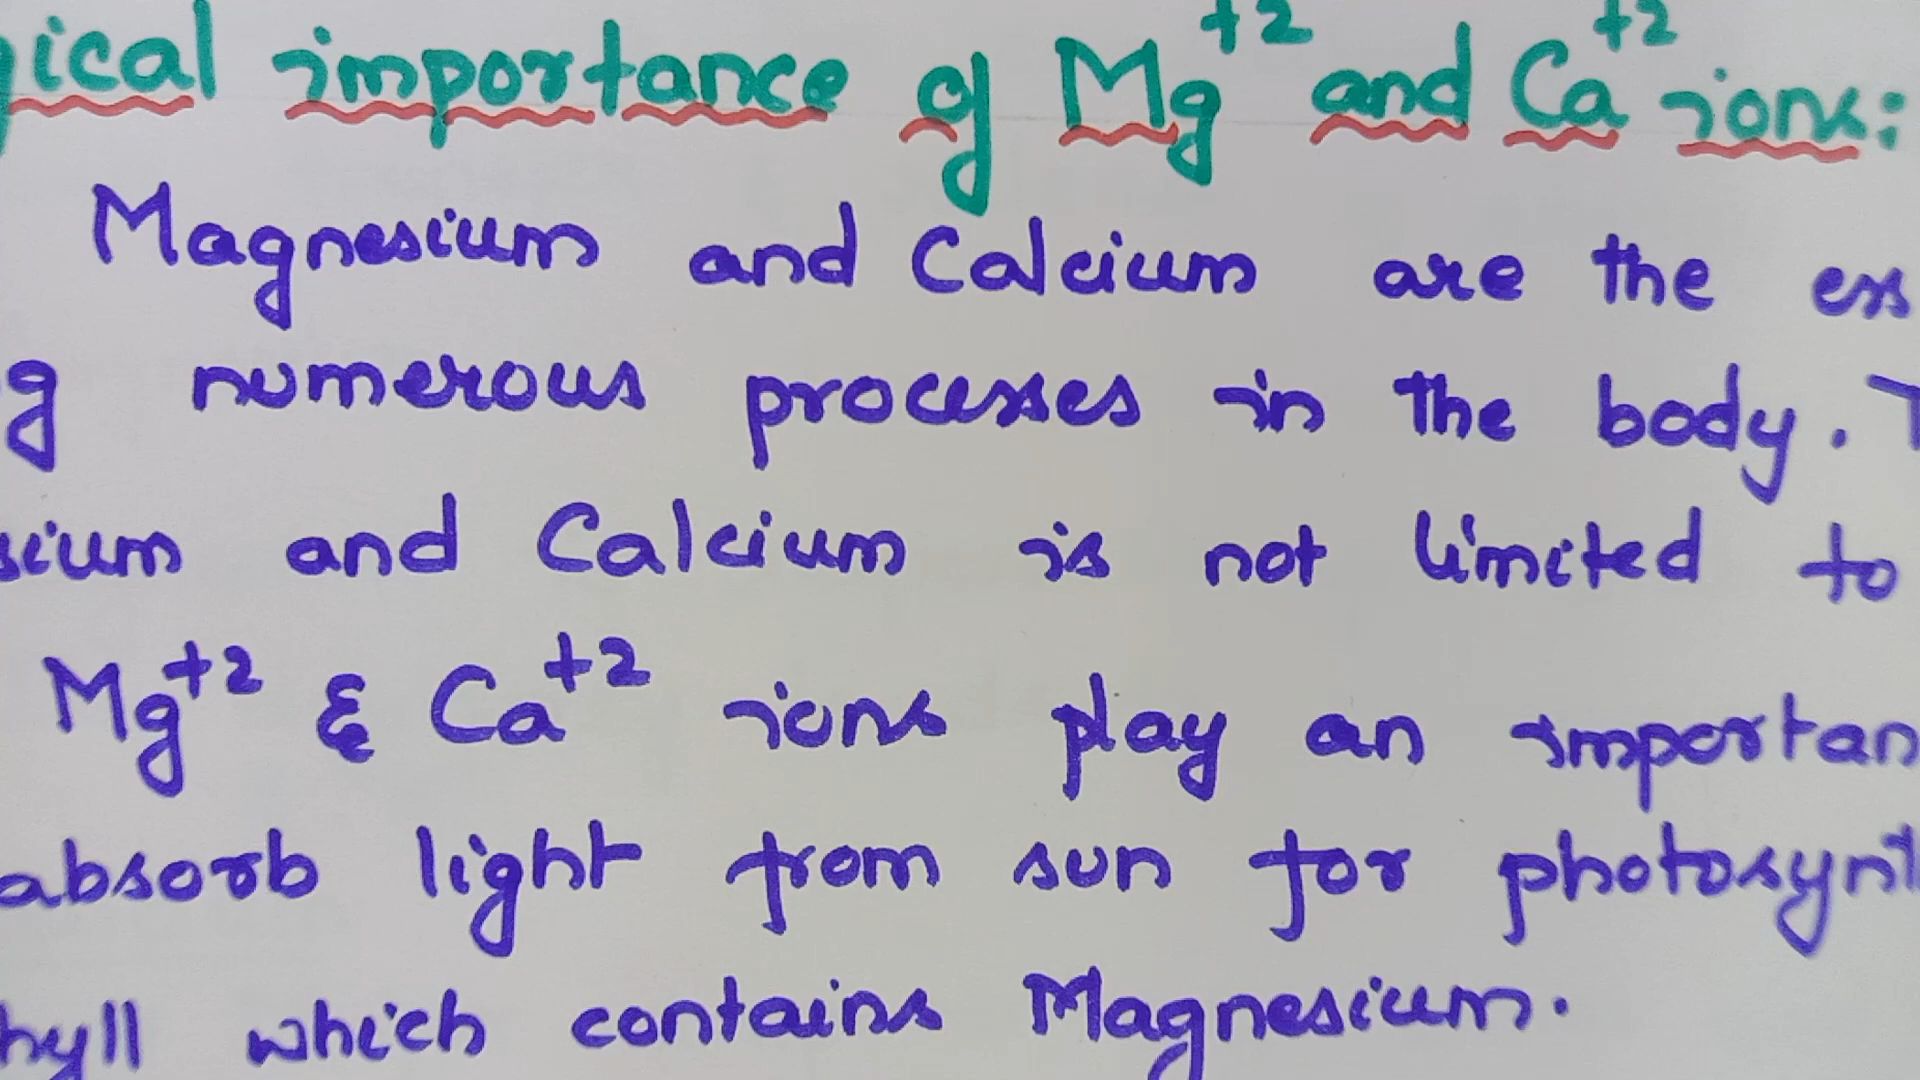 gical importance of Mg+2 and Ca+2 ions:
Magnesium and Calcium are the ess
g numerous processes in the body. T
sium and Calcium is not limited to
Mg+2 & Ca+2 ions play an importan
absorb light from sun for photosynt
hyll which contains Magnesium.